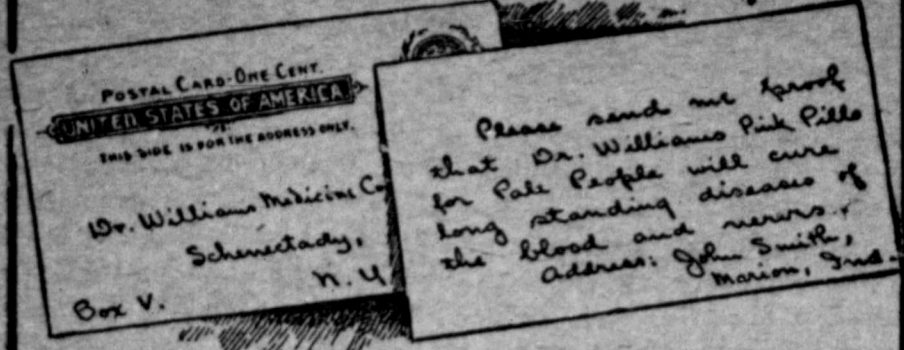 POSTAL CARD-ONE CENT.
UNITED STATES OF AMERICA
THIS SIDE IS FOR THE ADDRESS ONLY.
Dr. Williams Medicine Co
Schenectady,
N. Y
Box V.
Please send me proof
that Dr. Williams Pink Pills
for Pale People will cure
long standing diseases of
the blood and nerves.
Address: John Smith,
Marion, Ind.